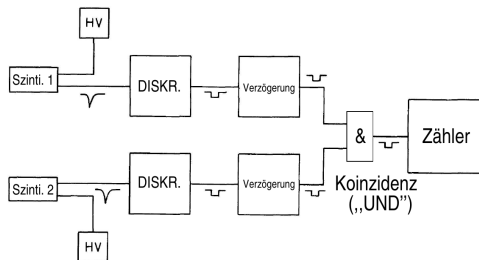 HV
Szinti. 1
DISKR.
Verzögerung
&
Zähler
Szinti. 2
DISKR.
Verzögerung
Koinzidenz
(,,UND")
HV